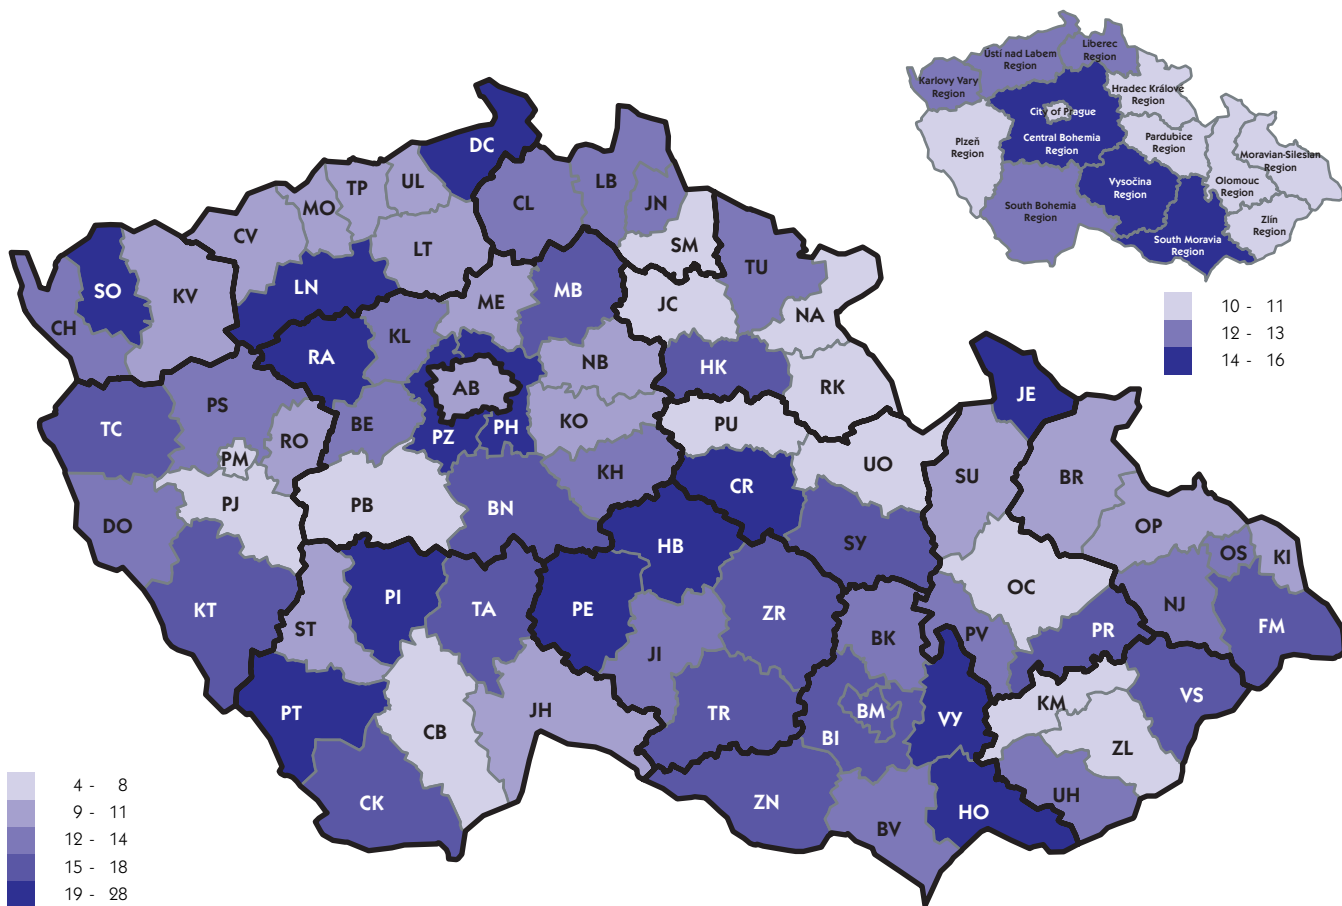 Ústí nad Labem
Region
Liberec
Region
Karlovy Vary
Region
Hradec Králové
Region
City of Prague
Central Bohemia
Region
Plzeň
Region
Pardubice
Region
Moravian-Silesian
Region
Olomouc
Region
Vysočina
Region
South Bohemia
Region
Zlín
Region
South Moravia
Region
10 - 11
12 - 13
14 - 16
DC
UL
TP
MO
CV
LT
LN
SO
KV
CH
CL
LB
JN
SM
TU
ME
MB
JC
NA
KL
RA
NB
HK
RK
AB
TC
PS
RO
BE
PZ
PH
KO
PU
PM
PJ
PB
KH
CR
UO
JE
SU
BR
DO
BN
OP
HB
SY
OS
KI
KT
ST
PI
TA
PE
ZR
OC
NJ
FM
JI
BK
PV
PR
PT
CB
JH
TR
BM
BI
VY
KM
VS
ZL
CK
ZN
BV
HO
UH
4 - 8
9 - 11
12 - 14
15 - 18
19 - 28